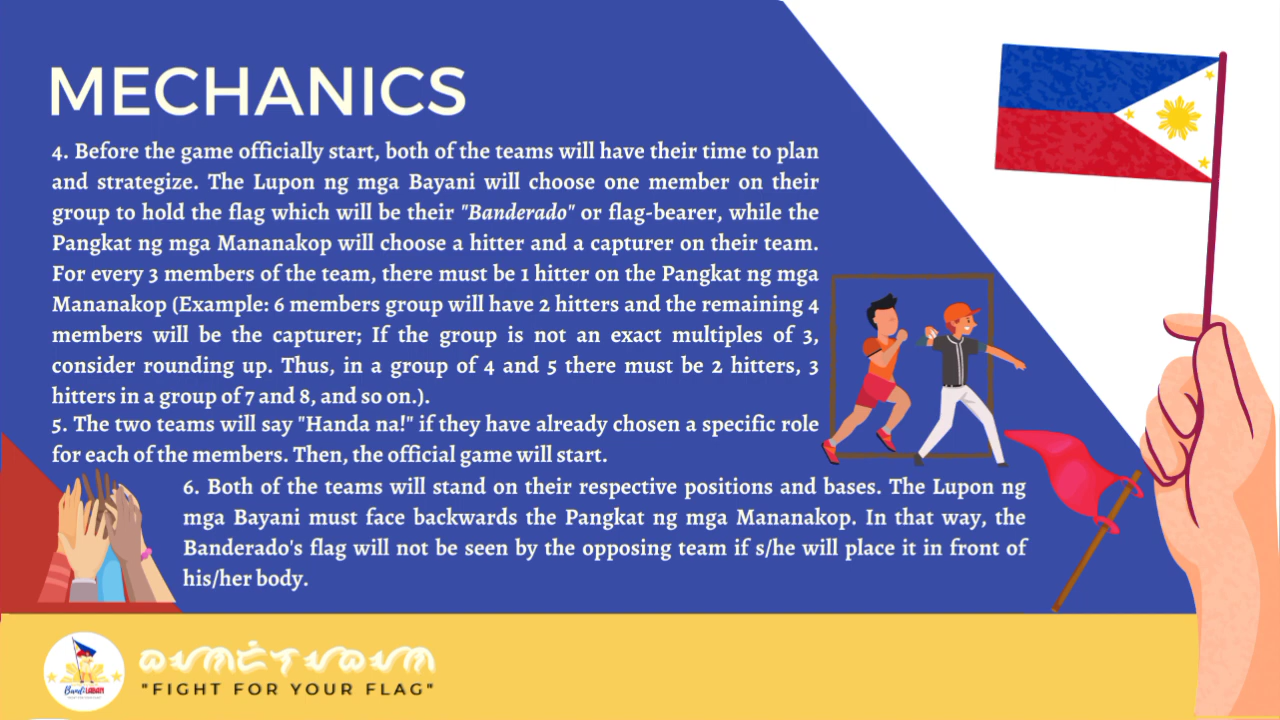 MECHANICS
4. Before the game officially start, both of the teams will have their time to plan
and strategize. The Lupon ng mga Bayani will choose one member on their
group to hold the flag which will be their "Banderado" or flag-bearer, while the
Pangkat ng mga Mananakop will choose a hitter and a capturer on their team.
For every 3 members of the team, there must be 1 hitter on the Pangkat ng mga
Mananakop (Example: 6 members group will have 2 hitters and the remaining 4
members will be the capturer; If the group is not an exact multiples of 3,
consider rounding up. Thus, in a group of 4 and 5 there must be 2 hitters, 3
hitters in a group of 7 and 8, and so on.).
5. The two teams will say "Handa na!" if they have already chosen a specific role
for each of the members. Then, the official game will start.
6. Both of the teams will stand on their respective positions and bases. The Lupon ng
mga Bayani must face backwards the Pangkat ng mga Mananakop. In that way, the
Banderado's flag will not be seen by the opposing team if s/he will place it in front of
his/her body.
"FIGHT FOR YOUR FLAG"